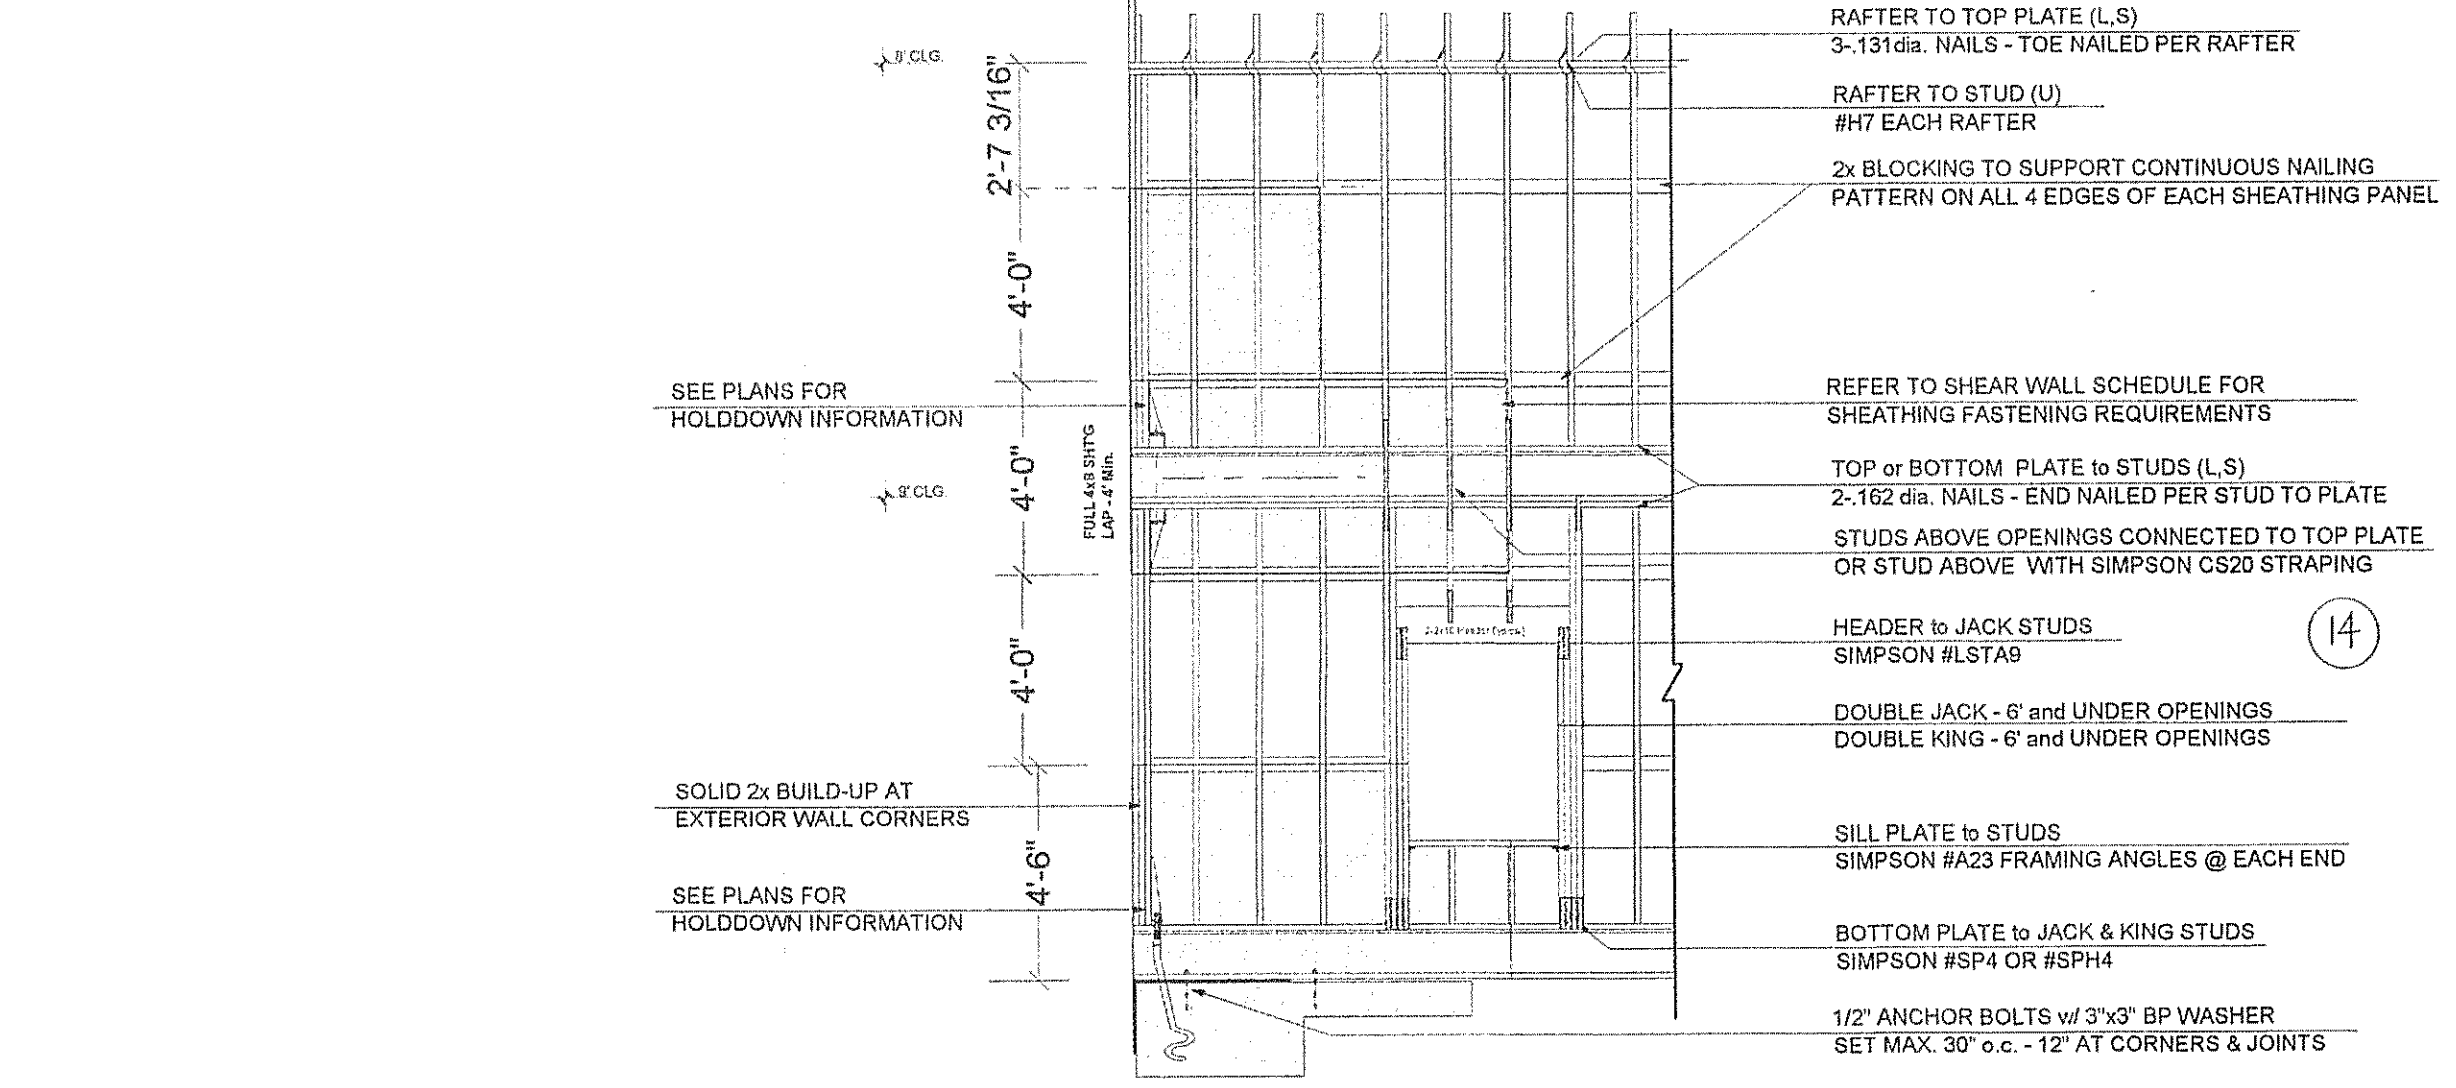 RAFTER TO TOP PLATE (L,S)
3-.131dia. NAILS - TOE NAILED PER RAFTER
RAFTER TO STUD (U)
#H7 EACH RAFTER
2x BLOCKING TO SUPPORT CONTINUOUS NAILING
PATTERN ON ALL 4 EDGES OF EACH SHEATHING PANEL
REFER TO SHEAR WALL SCHEDULE FOR
SHEATHING FASTENING REQUIREMENTS
TOP or BOTTOM PLATE to STUDS (L,S)
2-.162 dia. NAILS - END NAILED PER STUD TO PLATE
STUDS ABOVE OPENINGS CONNECTED TO TOP PLATE
OR STUD ABOVE WITH SIMPSON CS20 STRAPING
HEADER to JACK STUDS
SIMPSON #LSTA9
14
DOUBLE JACK - 6' and UNDER OPENINGS
DOUBLE KING - 6' and UNDER OPENINGS
SILL PLATE to STUDS
SIMPSON #A23 FRAMING ANGLES @ EACH END
BOTTOM PLATE to JACK & KING STUDS
SIMPSON #SP4 OR #SPH4
1/2" ANCHOR BOLTS w/ 3"x3" BP WASHER
SET MAX. 30" o.c. - 12" AT CORNERS & JOINTS
8' CLG.
2'-7 3/16"
4'-0"
SEE PLANS FOR
HOLDDOWN INFORMATION
4'-0"
FULL 4x8 SHT'G
LAP - 4' Min.
9' CLG.
4'-0"
2-2x10 Header
SOLID 2x BUILD-UP AT
EXTERIOR WALL CORNERS
4'-6"
SEE PLANS FOR
HOLDDOWN INFORMATION